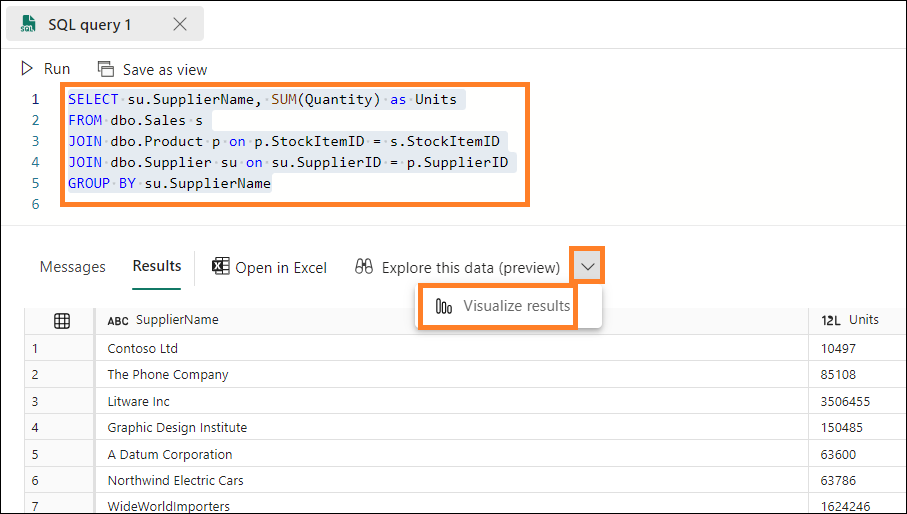 SQL query 1
Run Save as view
1 SELECT su.SupplierName, SUM(Quantity) as Units
2 FROM dbo.Sales s
3 JOIN dbo.Product p on p.StockItemID = s.StockItemID
4 JOIN dbo.Supplier su on su.SupplierID = p.SupplierID
5 GROUP BY su.SupplierName
6
Messages Results Open in Excel Explore this data (preview)
Visualize results
ABC SupplierName 12L Units
1 Contoso Ltd 10497
2 The Phone Company 85108
3 Litware Inc 3506455
4 Graphic Design Institute 150485
5 A Datum Corporation 63600
6 Northwind Electric Cars 63786
7 WideWorldImporters 1624246